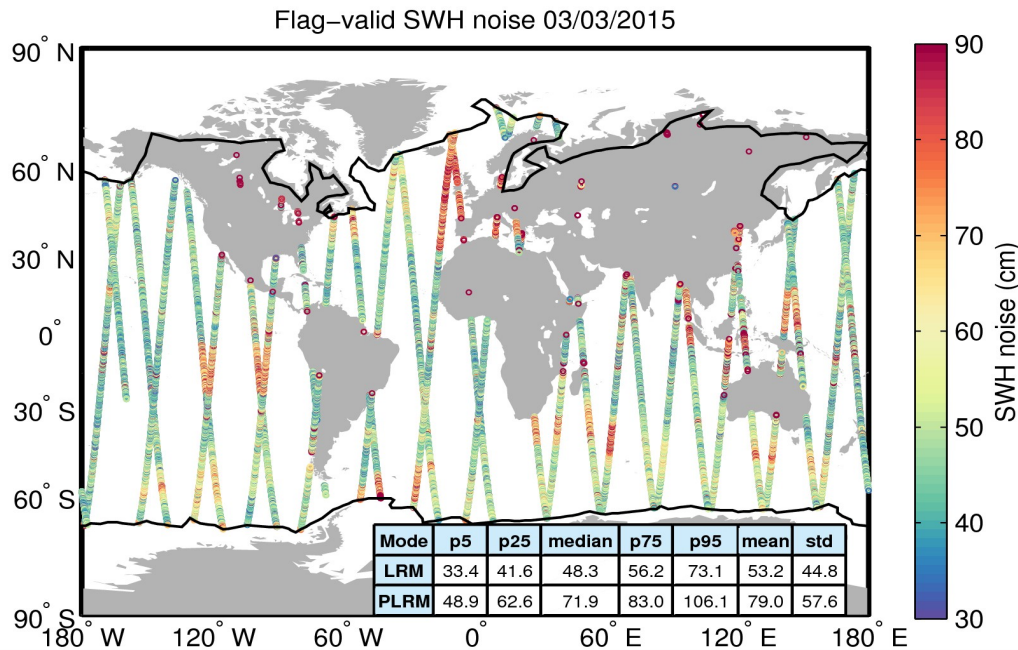 Flag−valid SWH noise 03/03/2015
90° N
60° N
30° N
0°
30° S
60° S
90° S
180° W
120° W
60° W
0°
60° E
120° E
180° E
90
80
70
60
50
40
30
SWH noise (cm)
Mode p5 p25 median p75 p95 mean std
LRM 33.4 41.6 48.3 56.2 73.1 53.2 44.8
PLRM 48.9 62.6 71.9 83.0 106.1 79.0 57.6